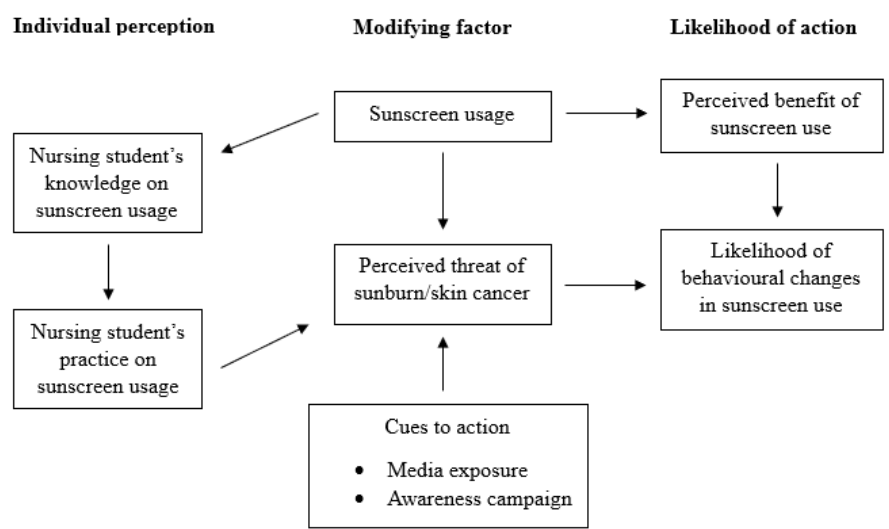 Individual perception
Modifying factor
Likelihood of action
Sunscreen usage
Perceived benefit of
sunscreen use
Nursing student’s
knowledge on
sunscreen usage
Perceived threat of
sunburn/skin cancer
Likelihood of
behavioural changes
in sunscreen use
Nursing student’s
practice on
sunscreen usage
Cues to action
• Media exposure
• Awareness campaign